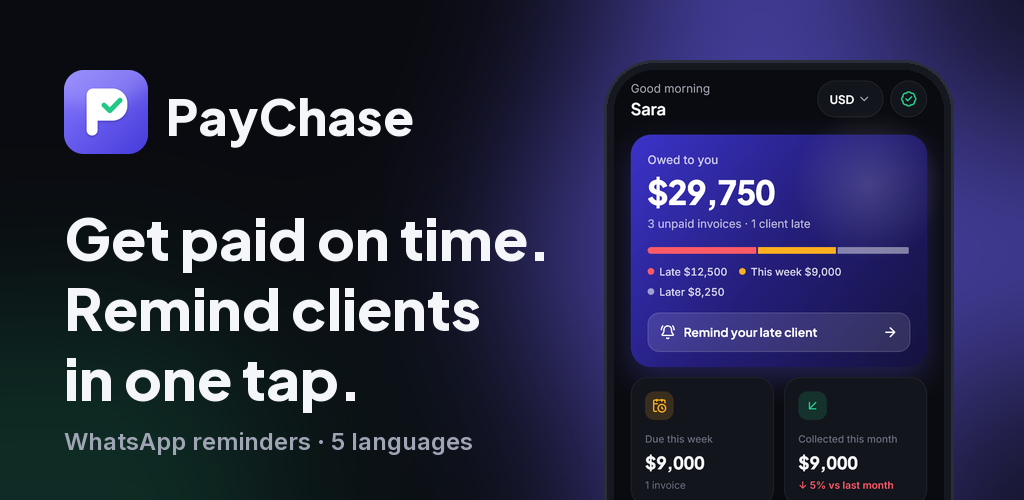 PayChase
Get paid on time.
Remind clients
in one tap.
WhatsApp reminders · 5 languages
Good morning
Sara
USD
Owed to you
$29,750
3 unpaid invoices · 1 client late
Late $12,500
This week $9,000
Later $8,250
Remind your late client
Due this week
$9,000
1 invoice
Collected this month
$9,000
↓ 5% vs last month